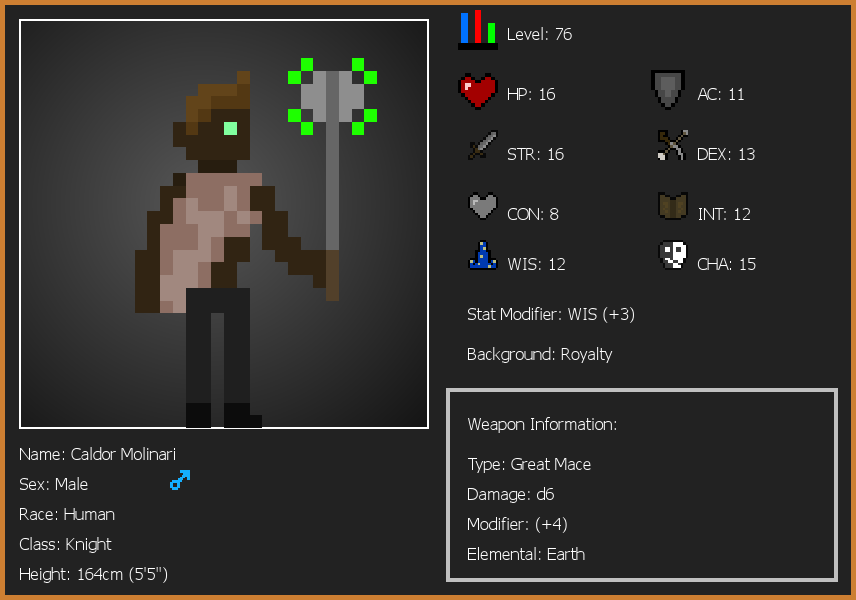 Level: 76
HP: 16
AC: 11
STR: 16
DEX: 13
CON: 8
INT: 12
WIS: 12
CHA: 15
Stat Modifier: WIS (+3)
Background: Royalty
Weapon Information:
Type: Great Mace
Damage: d6
Modifier: (+4)
Elemental: Earth
Name: Caldor Molinari
Sex: Male
Race: Human
Class: Knight
Height: 164cm (5'5")